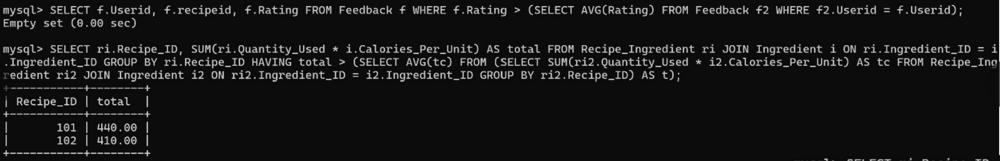 mysql> SELECT f.Userid, f.recipeid, f.Rating FROM Feedback f WHERE f.Rating > (SELECT AVG(Rating) FROM Feedback f2 WHERE f2.Userid = f.Userid);
Empty set (0.00 sec)
mysql> SELECT ri.Recipe_ID, SUM(ri.Quantity_Used * i.Calories_Per_Unit) AS total FROM Recipe_Ingredient ri JOIN Ingredient i ON ri.Ingredient_ID = i
.Ingredient_ID GROUP BY ri.Recipe_ID HAVING total > (SELECT AVG(tc) FROM (SELECT SUM(ri2.Quantity_Used * i2.Calories_Per_Unit) AS tc FROM Recipe_Ing
redient ri2 JOIN Ingredient i2 ON ri2.Ingredient_ID = i2.Ingredient_ID GROUP BY ri2.Recipe_ID) AS t);
+-----------+--------+
| Recipe_ID | total  |
+-----------+--------+
|       101 | 440.00 |
|       102 | 410.00 |
+-----------+--------+